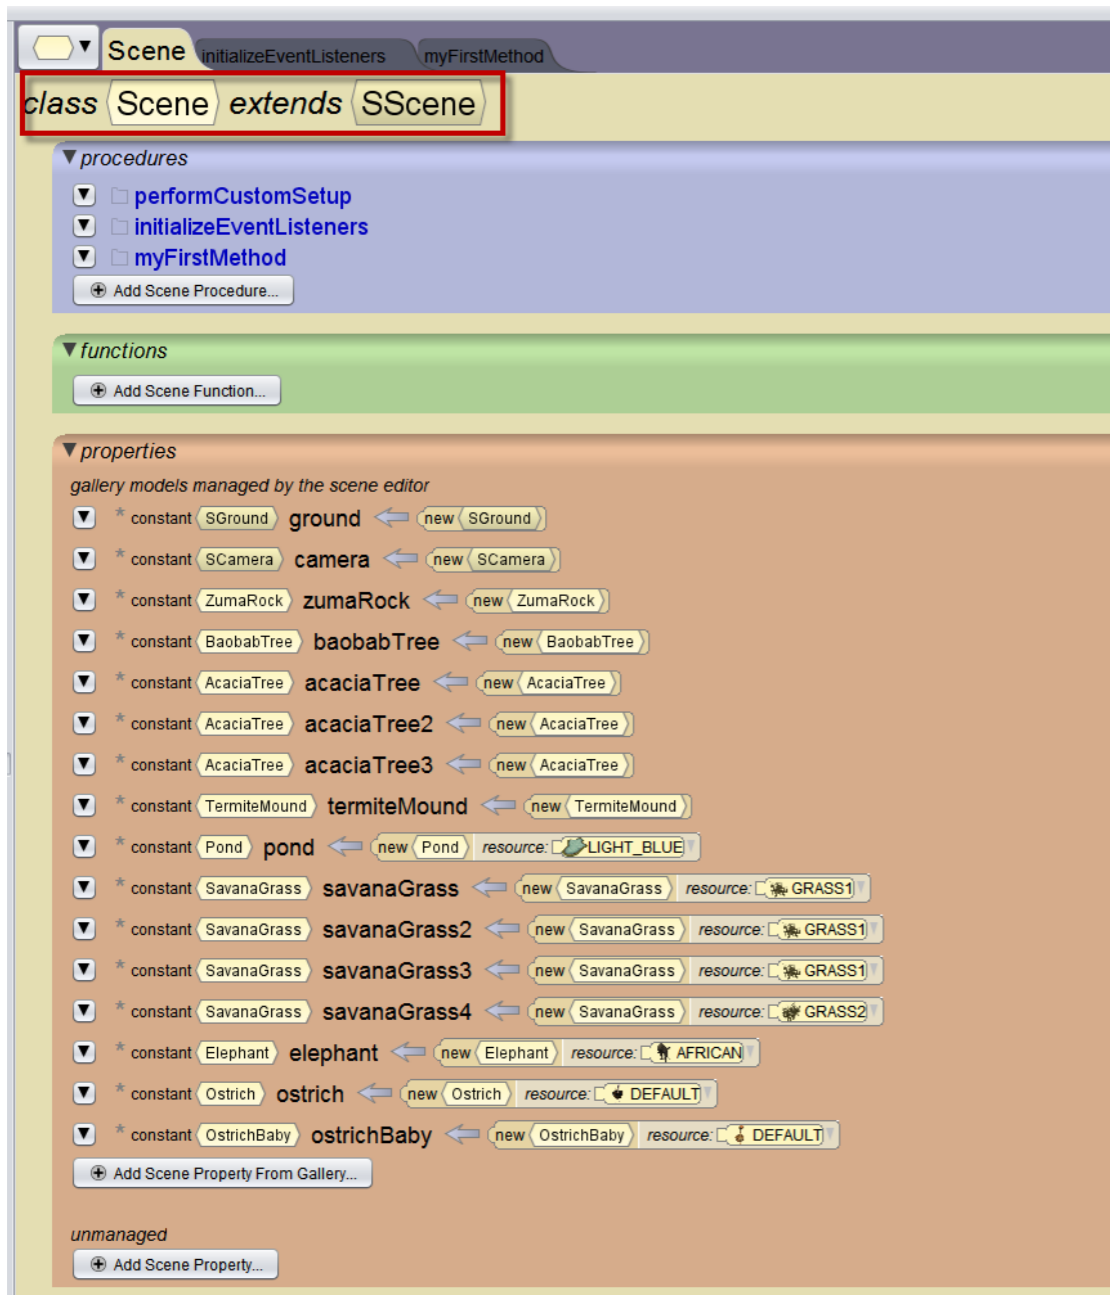 Scene initializeEventListeners myFirstMethod
class Scene extends SScene
procedures
performCustomSetup
initializeEventListeners
myFirstMethod
Add Scene Procedure...
functions
Add Scene Function...
properties
gallery models managed by the scene editor
* constant SGround ground new SGround
* constant SCamera camera new SCamera
* constant ZumaRock zumaRock new ZumaRock
* constant BaobabTree baobabTree new BaobabTree
* constant AcaciaTree acaciaTree new AcaciaTree
* constant AcaciaTree acaciaTree2 new AcaciaTree
* constant AcaciaTree acaciaTree3 new AcaciaTree
* constant TermiteMound termiteMound new TermiteMound
* constant Pond pond new Pond resource: LIGHT_BLUE
* constant SavanaGrass savanaGrass new SavanaGrass resource: GRASS1
* constant SavanaGrass savanaGrass2 new SavanaGrass resource: GRASS1
* constant SavanaGrass savanaGrass3 new SavanaGrass resource: GRASS1
* constant SavanaGrass savanaGrass4 new SavanaGrass resource: GRASS2
* constant Elephant elephant new Elephant resource: AFRICAN
* constant Ostrich ostrich new Ostrich resource: DEFAULT
* constant OstrichBaby ostrichBaby new OstrichBaby resource: DEFAULT
Add Scene Property From Gallery...
unmanaged
Add Scene Property...